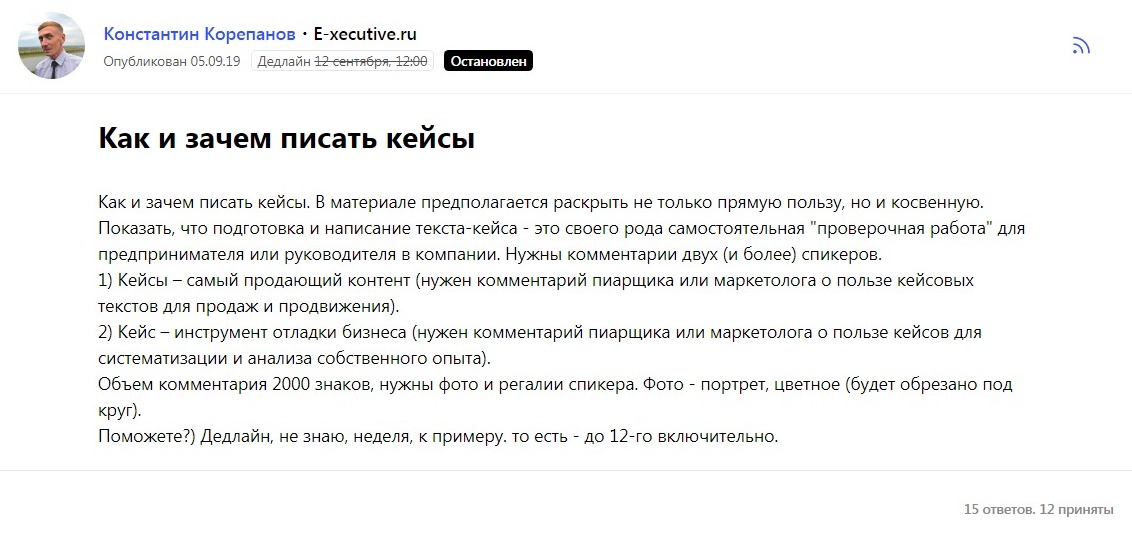 Константин Корепанов · E-xecutive.ru
Опубликован 05.09.19 Дедлайн 12 сентября, 12:00 Остановлен
Как и зачем писать кейсы
Как и зачем писать кейсы. В материале предполагается раскрыть не только прямую пользу, но и косвенную.
Показать, что подготовка и написание текста-кейса - это своего рода самостоятельная "проверочная работа" для
предпринимателя или руководителя в компании. Нужны комментарии двух (и более) спикеров.
1) Кейсы – самый продающий контент (нужен комментарий пиарщика или маркетолога о пользе кейсовых
текстов для продаж и продвижения).
2) Кейс – инструмент отладки бизнеса (нужен комментарий пиарщика или маркетолога о пользе кейсов для
систематизации и анализа собственного опыта).
Объем комментария 2000 знаков, нужны фото и регалии спикера. Фото - портрет, цветное (будет обрезано под
круг).
Поможете?) Дедлайн, не знаю, неделя, к примеру. то есть - до 12-го включительно.
15 ответов. 12 приняты